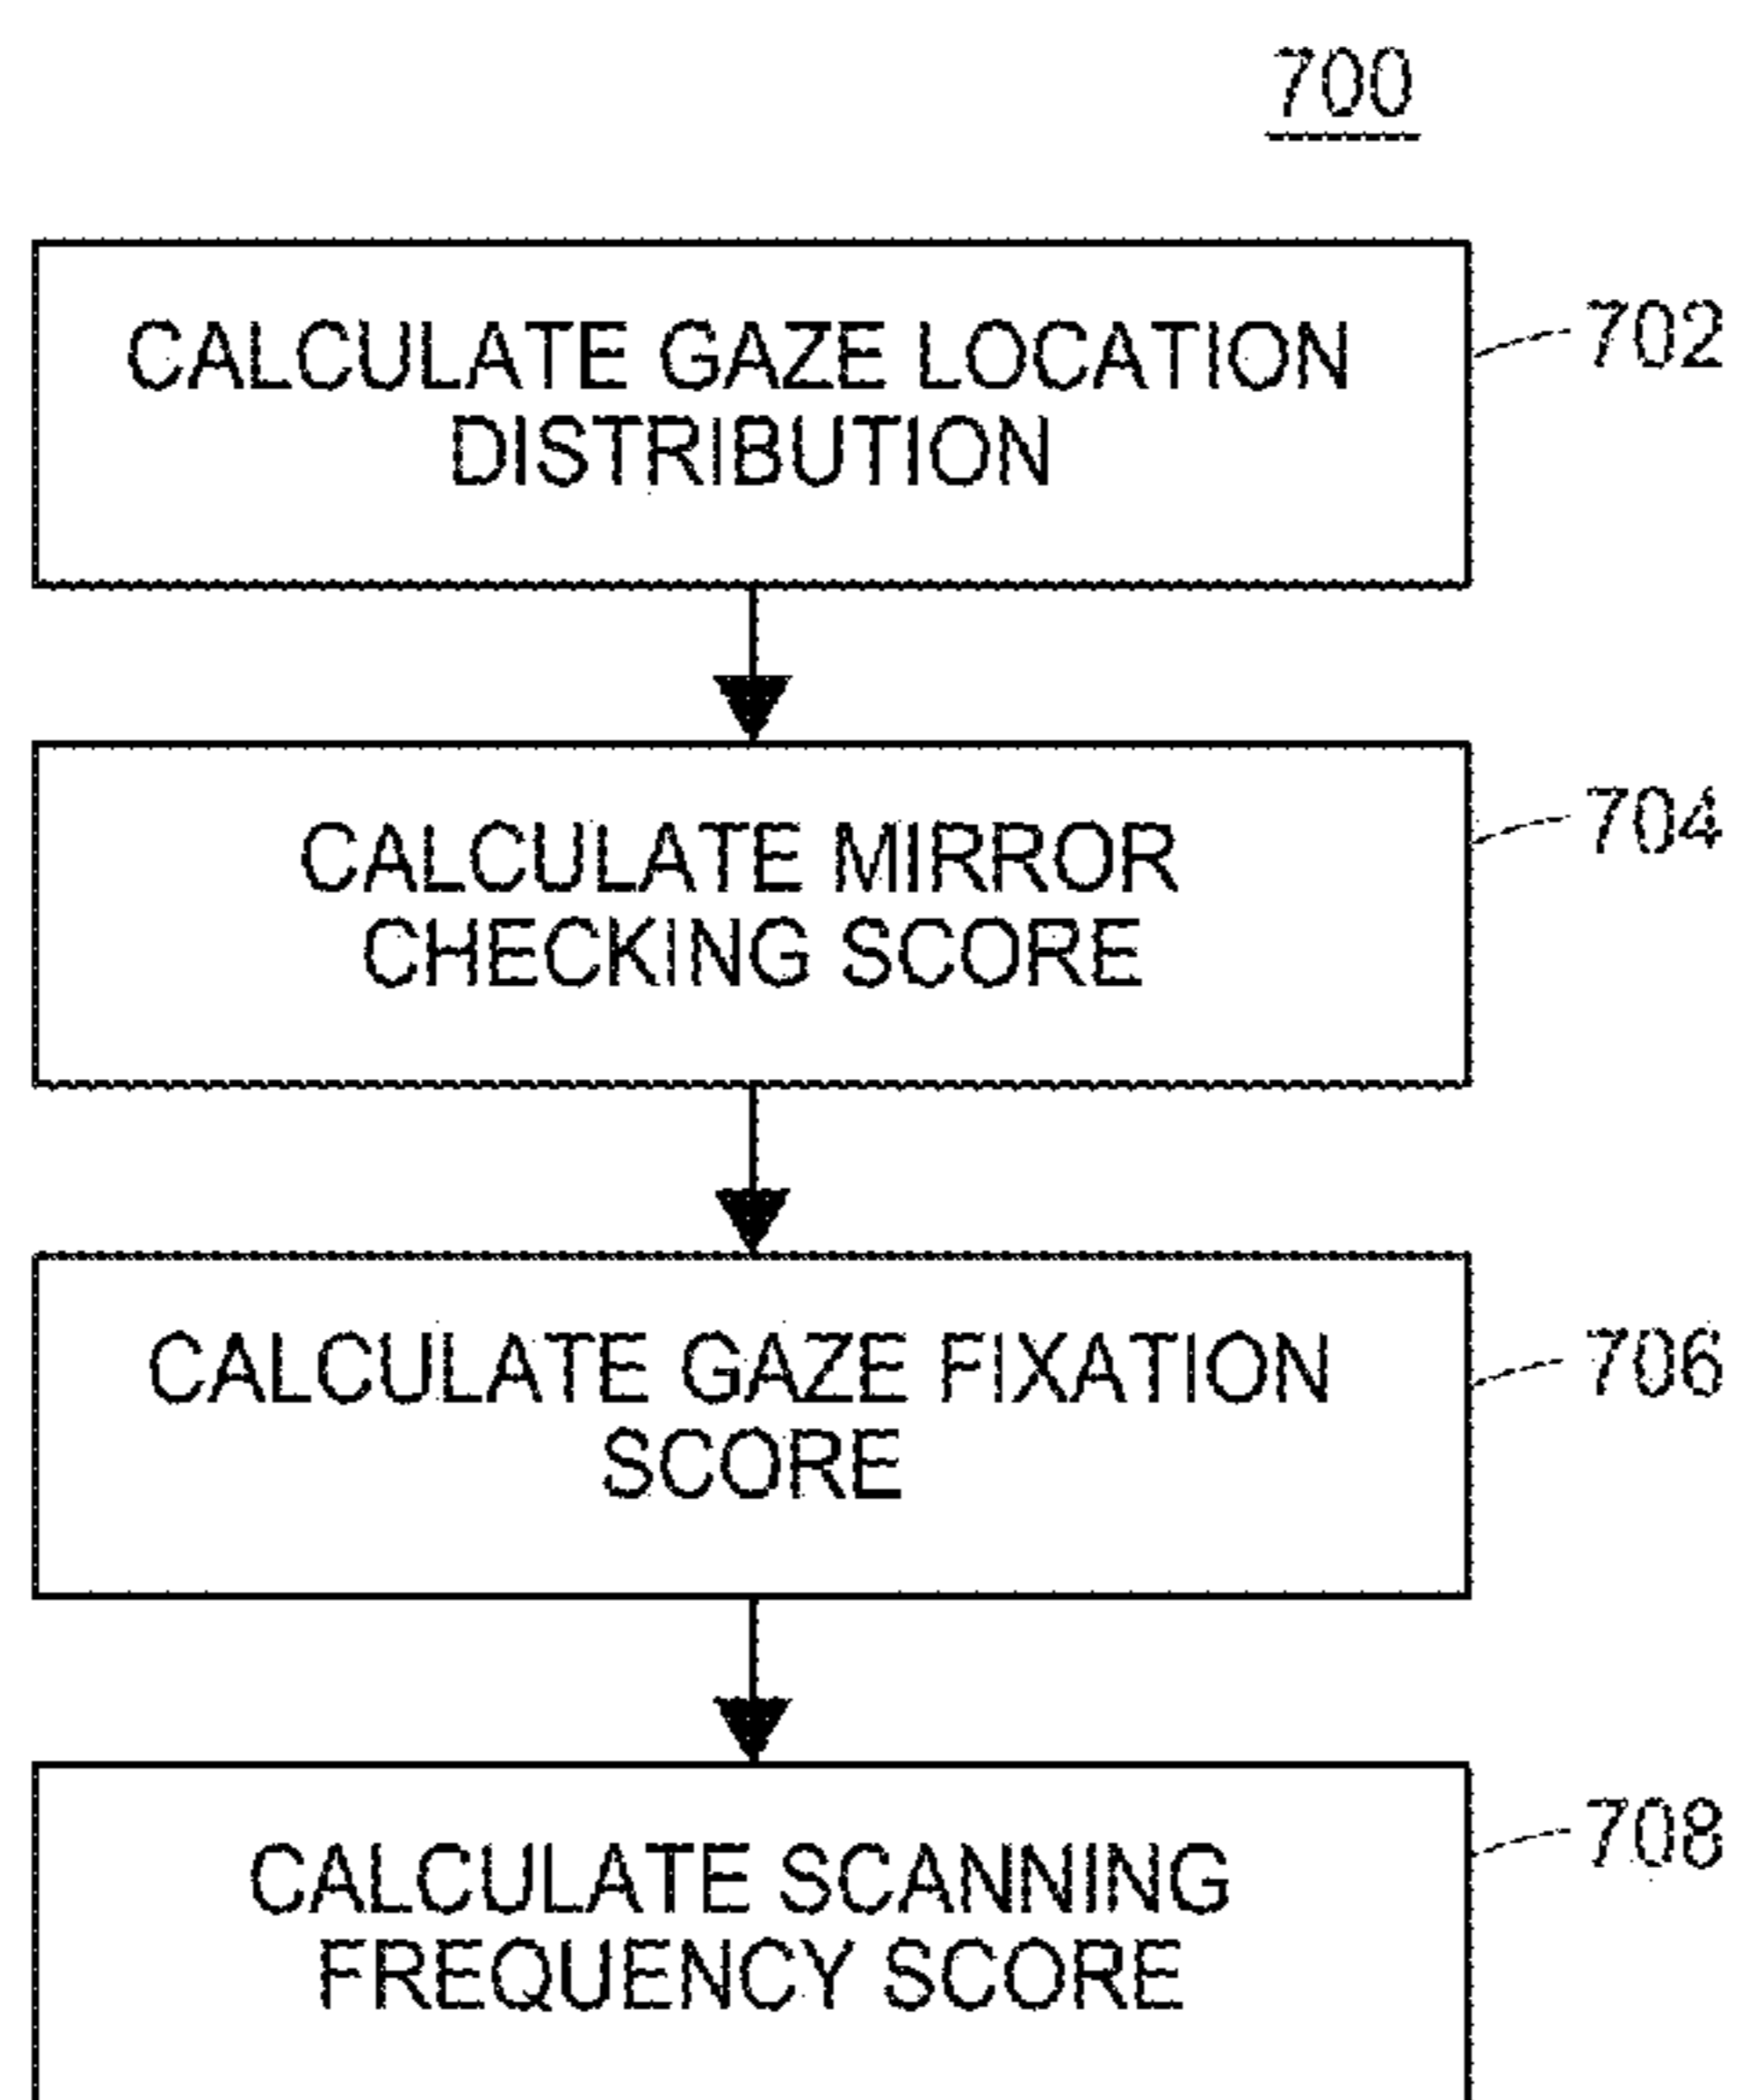 700
CALCULATE GAZE LOCATION
DISTRIBUTION
702
CALCULATE MIRROR
CHECKING SCORE
704
CALCULATE GAZE FIXATION
SCORE
706
CALCULATE SCANNING
FREQUENCY SCORE
708